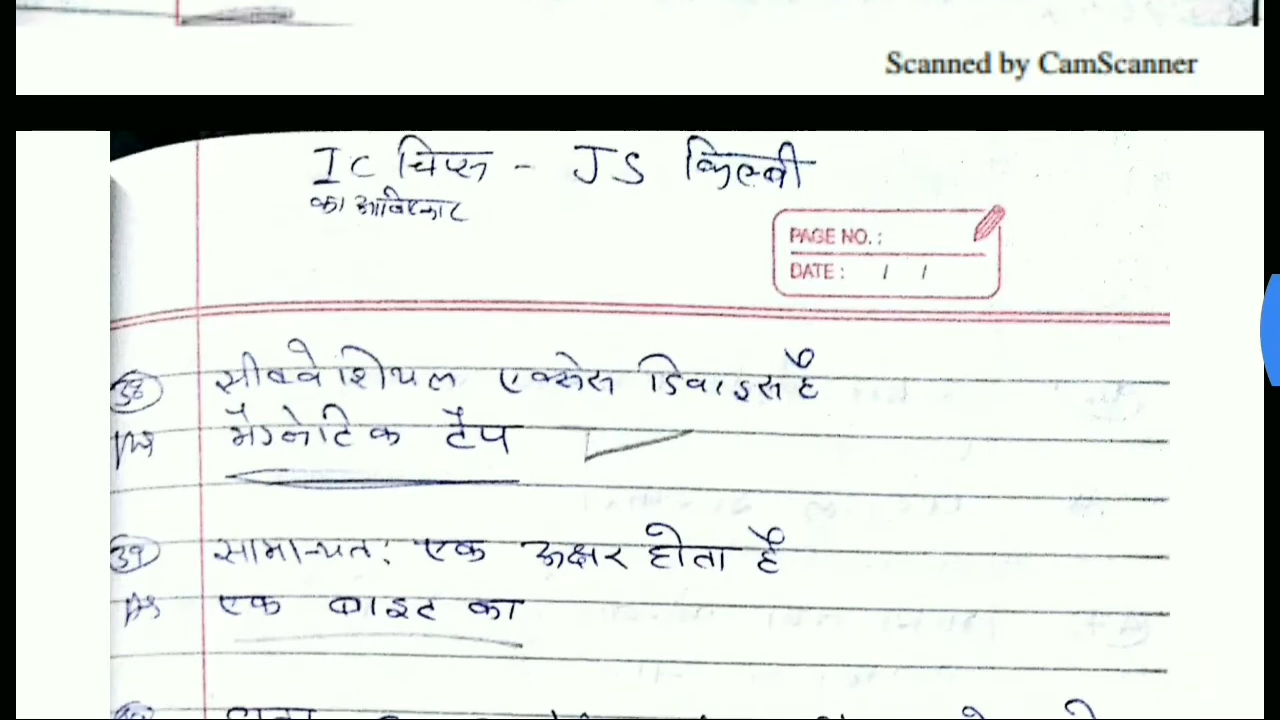 Scanned by CamScanner
IC चिप्स - JS किल्बी
का आविष्कार
PAGE NO. :
DATE : / /
38 सीक्वेंशियल एक्सेस डिवाइस है
Ans मैग्नेटिक टैप
39 सामान्यत: एक अक्षर होता है
Ans एक बाइट का